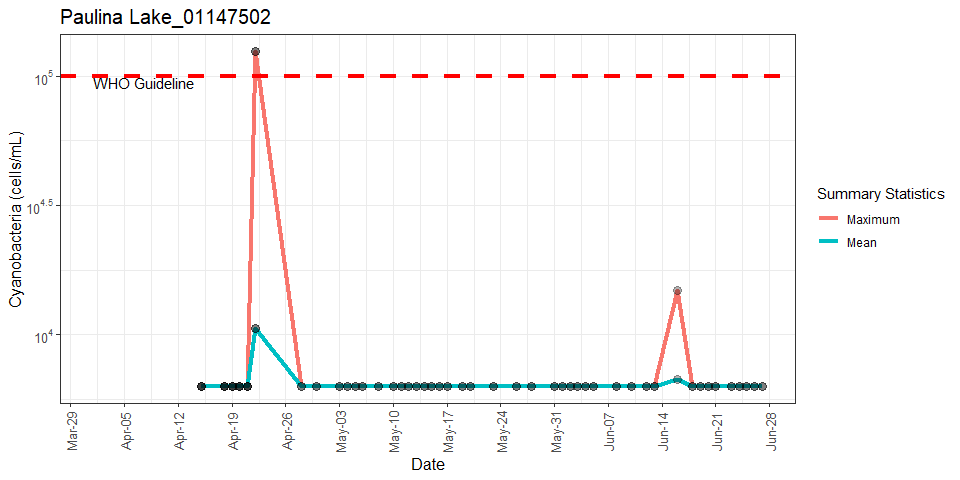 Paulina Lake_01147502
10^5
WHO Guideline
10^4.5
10^4
Cyanobacteria (cells/mL)
Summary Statistics
Maximum
Mean
Mar-29
Apr-05
Apr-12
Apr-19
Apr-26
May-03
May-10
May-17
May-24
May-31
Jun-07
Jun-14
Jun-21
Jun-28
Date